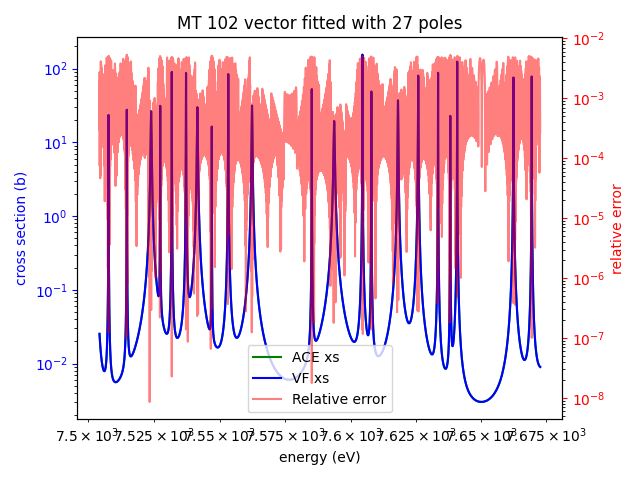 MT 102 vector fitted with 27 poles
10²
10¹
10⁰
10⁻¹
10⁻²
cross section (b)
10⁻²
10⁻³
10⁻⁴
10⁻⁵
10⁻⁶
10⁻⁷
10⁻⁸
relative error
ACE xs
VF xs
Relative error
7.5 × 10³ 7.525 × 10³ 7.55 × 10³ 7.575 × 10³ 7.6 × 10³ 7.625 × 10³ 7.65 × 10³ 7.675 × 10³
energy (eV)